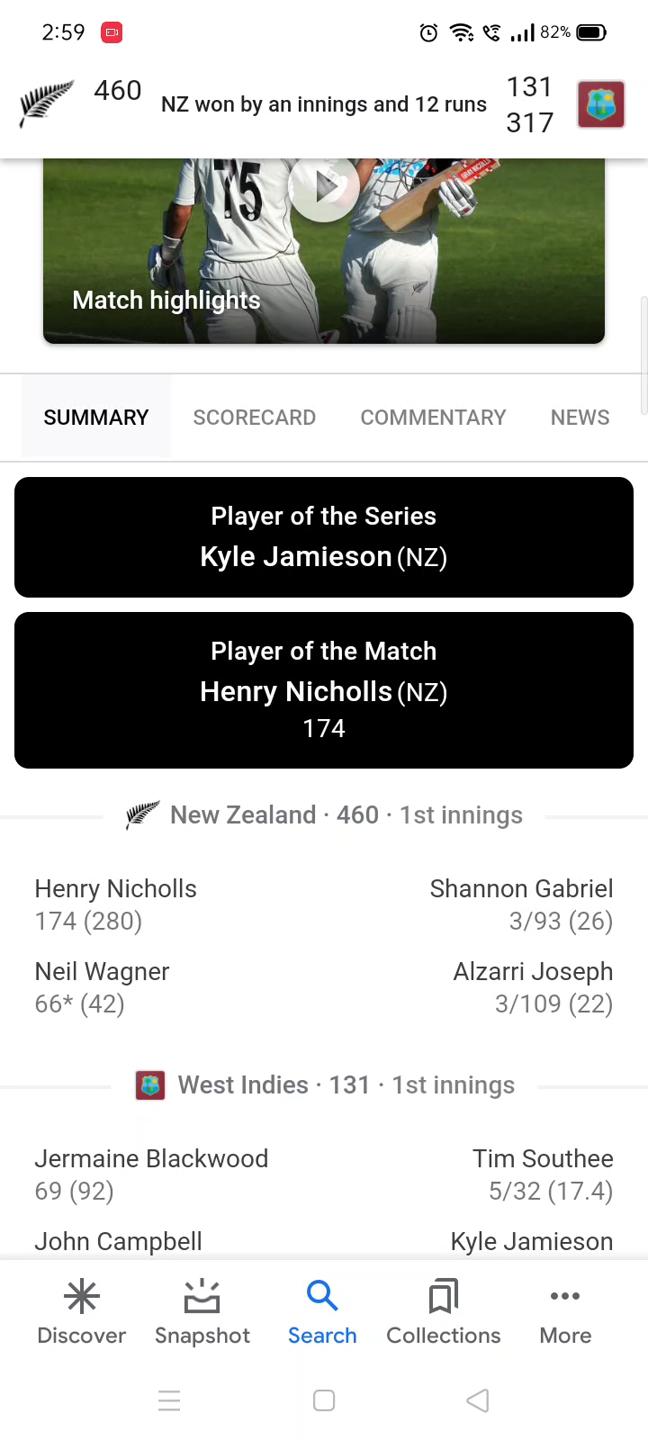 2:59 82%
460 NZ won by an innings and 12 runs 131
317
15
GRAY-NICOLLS
Match highlights
SUMMARY SCORECARD COMMENTARY NEWS
Player of the Series
Kyle Jamieson (NZ)
Player of the Match
Henry Nicholls (NZ)
174
New Zealand · 460 · 1st innings
Henry Nicholls Shannon Gabriel
174 (280) 3/93 (26)
Neil Wagner Alzarri Joseph
66* (42) 3/109 (22)
West Indies · 131 · 1st innings
Jermaine Blackwood Tim Southee
69 (92) 5/32 (17.4)
John Campbell Kyle Jamieson
Discover Snapshot Search Collections More